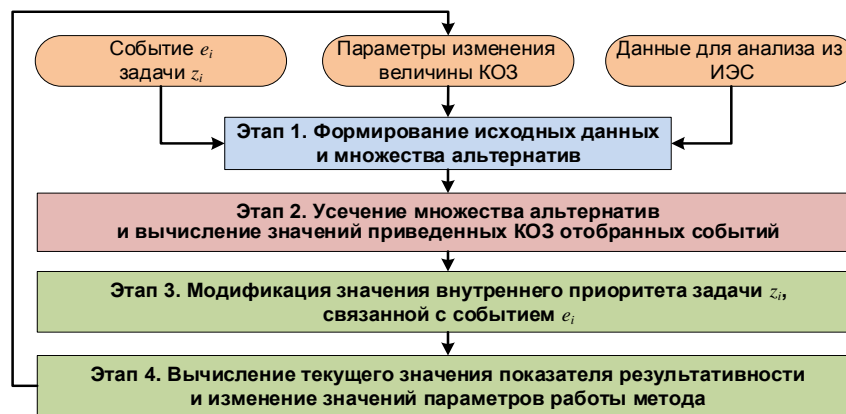 Событие eᵢ
задачи zᵢ
Параметры изменения
величины КОЗ
Данные для анализа из
ИЭС
Этап 1. Формирование исходных данных
и множества альтернатив
Этап 2. Усечение множества альтернатив
и вычисление значений приведенных КОЗ отобранных событий
Этап 3. Модификация значения внутреннего приоритета задачи zᵢ,
связанной с событием eᵢ
Этап 4. Вычисление текущего значения показателя результативности
и изменение значений параметров работы метода